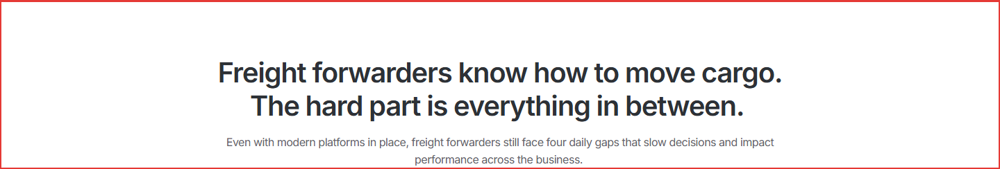 Freight forwarders know how to move cargo.
The hard part is everything in between.
Even with modern platforms in place, freight forwarders still face four daily gaps that slow decisions and impact
performance across the business.